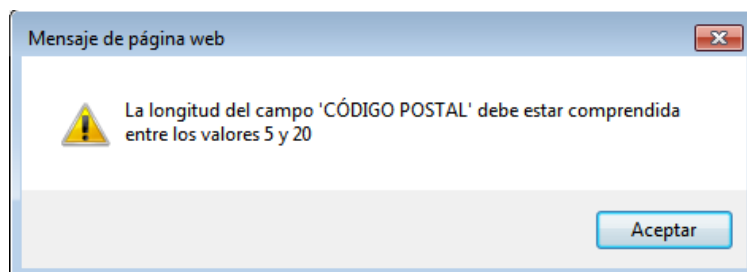 Mensaje de página web
La longitud del campo 'CÓDIGO POSTAL' debe estar comprendida
entre los valores 5 y 20
Aceptar